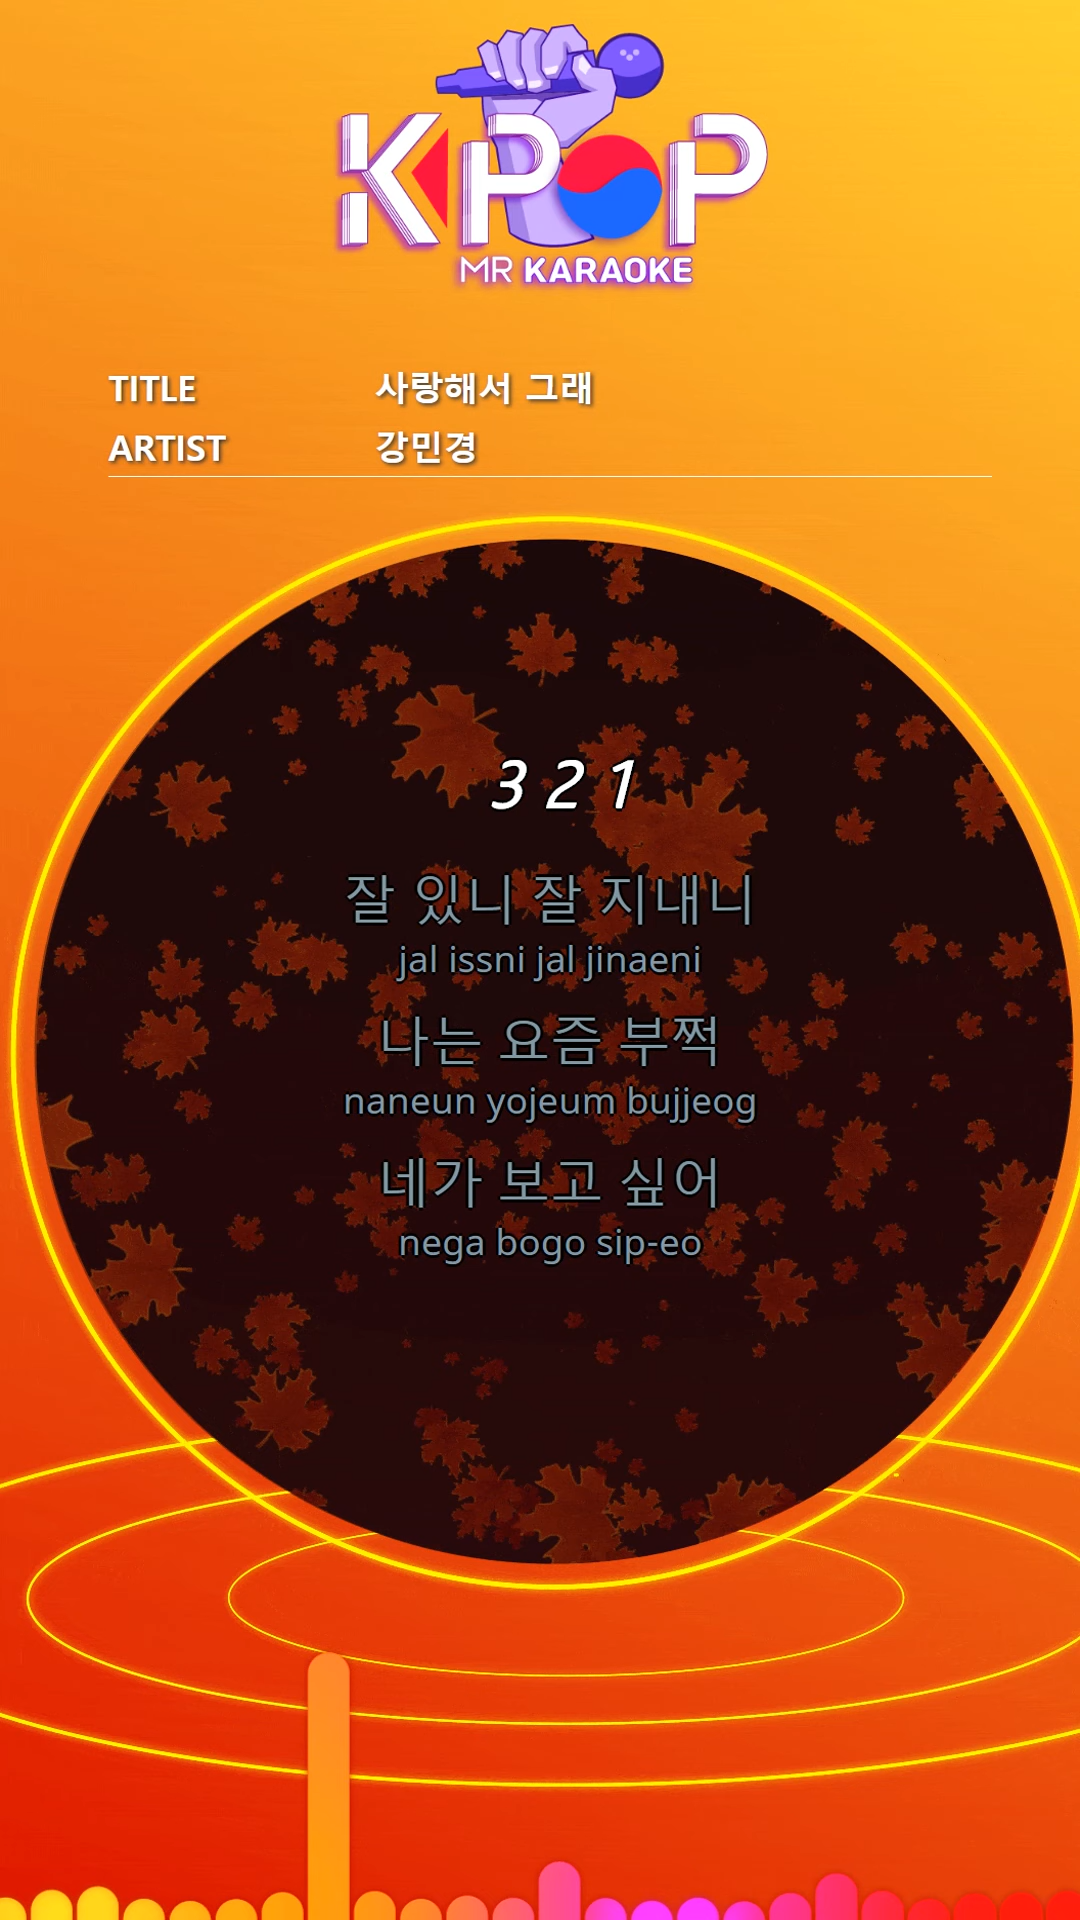 KPOP
MR KARAOKE
TITLE 사랑해서 그래
ARTIST 강민경
3 2 1
잘 있니 잘 지내니
jal issni jal jinaeni
나는 요즘 부쩍
naneun yojeum bujjeog
네가 보고 싶어
nega bogo sip-eo